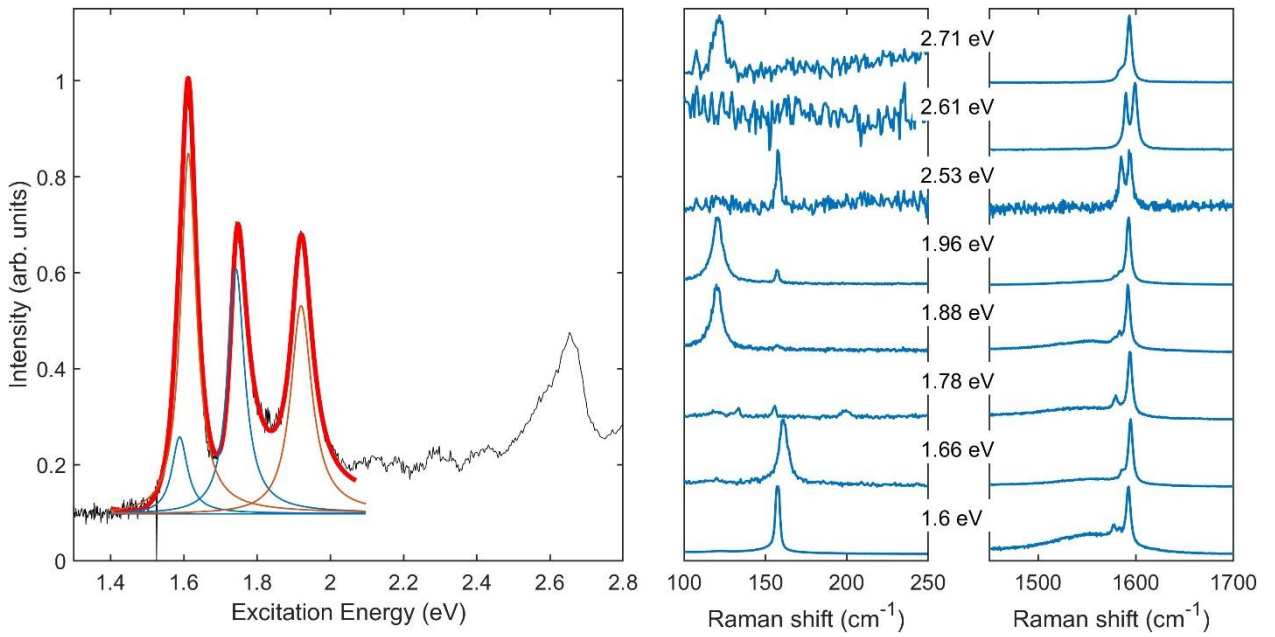 Intensity (arb. units)
1
0.8
0.6
0.4
0.2
0
1.4 1.6 1.8 2 2.2 2.4 2.6 2.8
Excitation Energy (eV)
2.71 eV
2.61 eV
2.53 eV
1.96 eV
1.88 eV
1.78 eV
1.66 eV
1.6 eV
100 150 200 250
Raman shift (cm⁻¹)
1500 1600 1700
Raman shift (cm⁻¹)